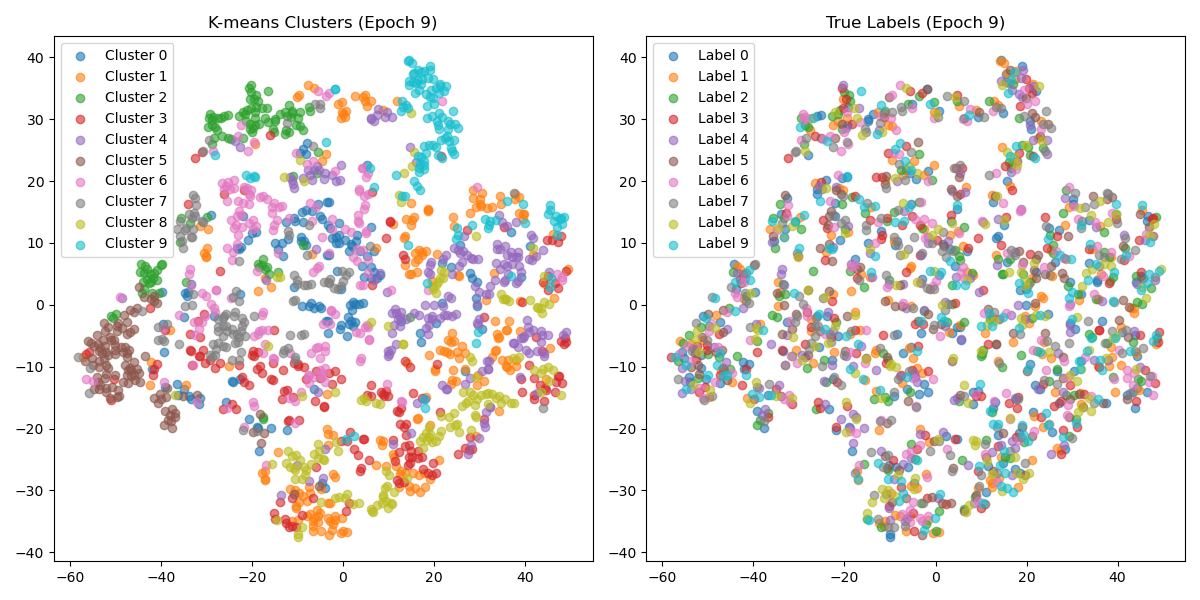 K-means Clusters (Epoch 9)
Cluster 0
Cluster 1
Cluster 2
Cluster 3
Cluster 4
Cluster 5
Cluster 6
Cluster 7
Cluster 8
Cluster 9
40
30
20
10
0
−10
−20
−30
−40
−60
−40
−20
0
20
40
True Labels (Epoch 9)
Label 0
Label 1
Label 2
Label 3
Label 4
Label 5
Label 6
Label 7
Label 8
Label 9
40
30
20
10
0
−10
−20
−30
−40
−60
−40
−20
0
20
40